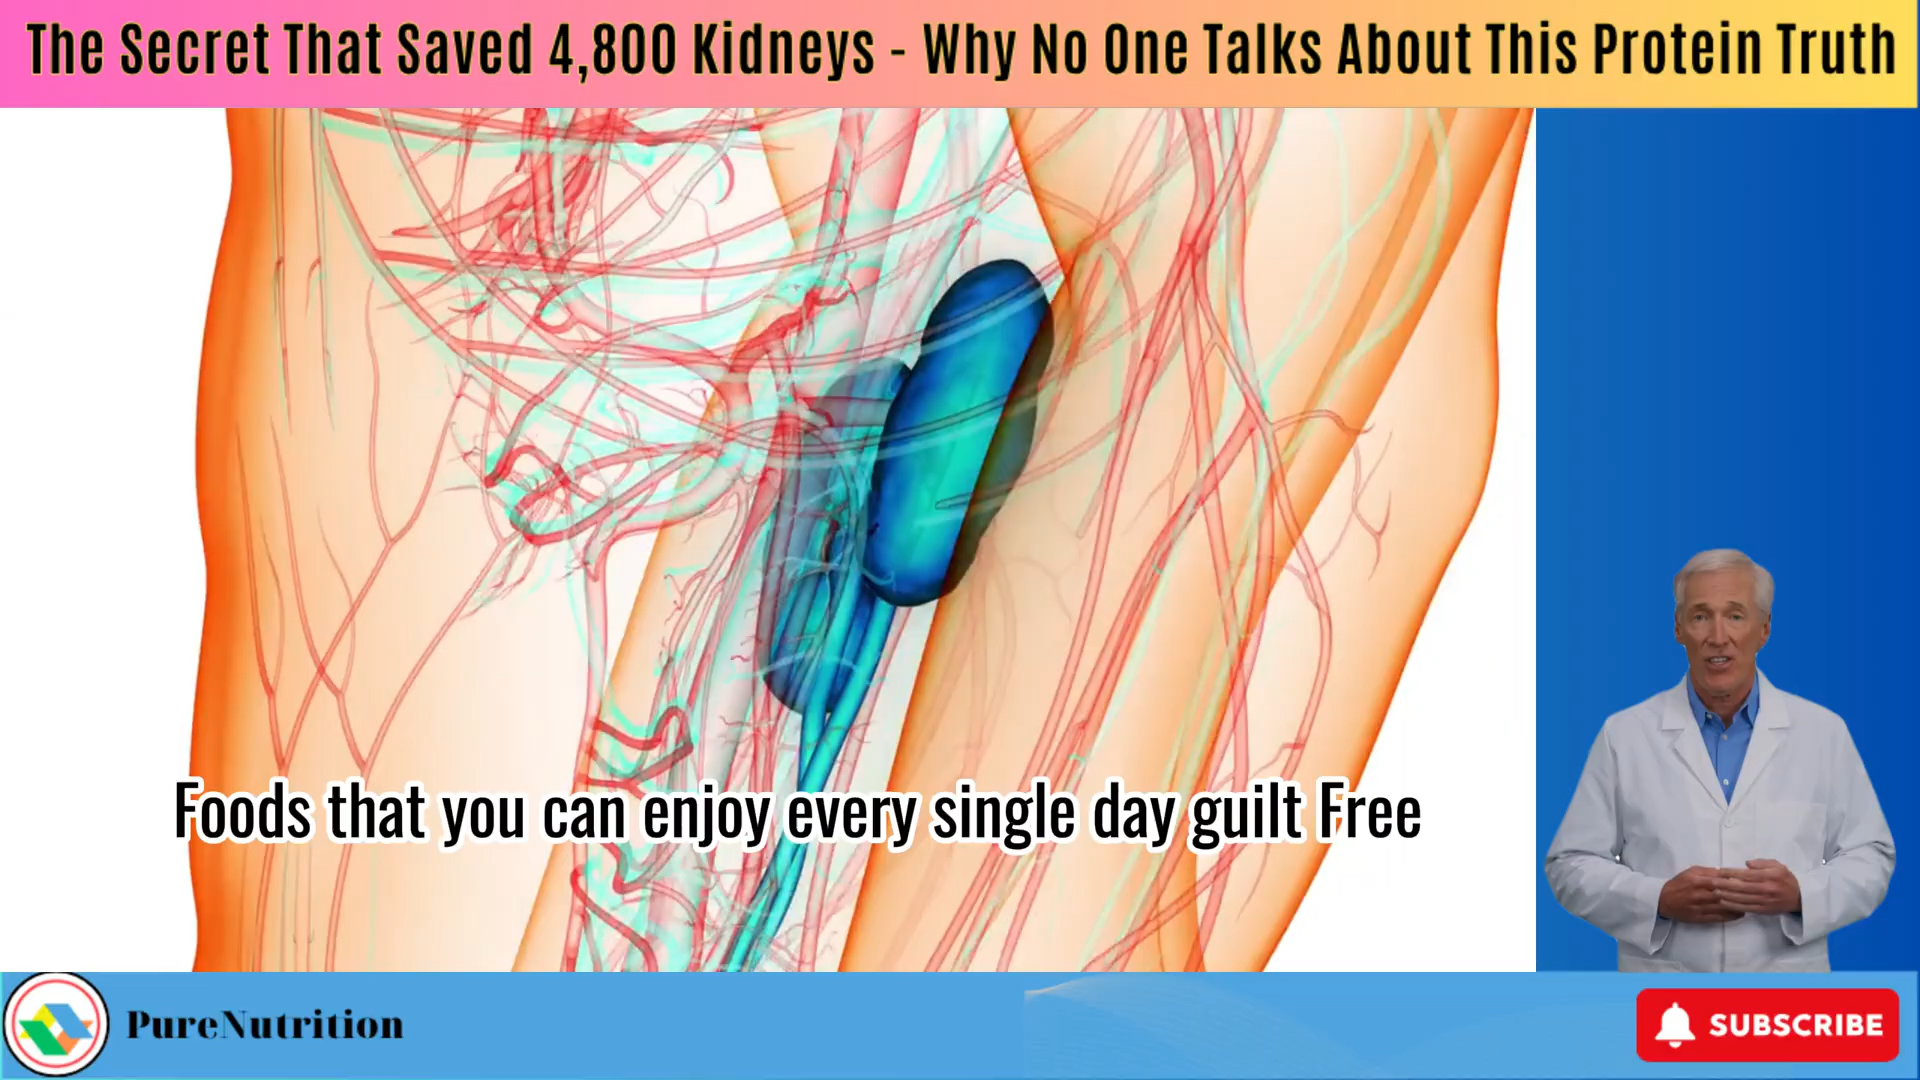 The Secret That Saved 4,800 Kidneys - Why No One Talks About This Protein Truth
Foods that you can enjoy every single day guilt Free
PureNutrition
SUBSCRIBE